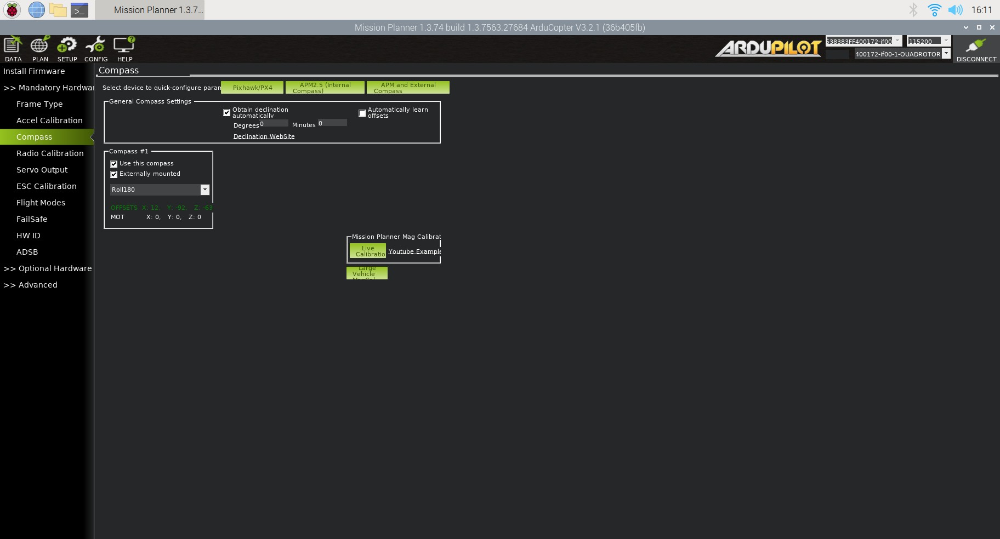 Mission Planner 1.3.7...
16:11
Mission Planner 1.3.74 build 1.3.7563.27684 ArduCopter V3.2.1 (36b405fb)
DATA
PLAN
SETUP
CONFIG
HELP
ARDUPILOT
538383FF400172-if00
115200
400172-if00-1-QUADROTOR
DISCONNECT
Install Firmware
>> Mandatory Hardwar
Frame Type
Accel Calibration
Compass
Radio Calibration
Servo Output
ESC Calibration
Flight Modes
FailSafe
HW ID
ADSB
>> Optional Hardware
>> Advanced
Compass
Select device to quick-configure param
Pixhawk/PX4
APM2.5 (Internal
Compass)
APM and External
Compass
General Compass Settings
Obtain declination
automatically
Automatically learn
offsets
Degrees 0
Minutes 0
Declination WebSite
Compass #1
Use this compass
Externally mounted
Roll180
OFFSETS X: 12, Y: -92, Z: -63
MOT X: 0, Y: 0, Z: 0
Mission Planner Mag Calibrat
Live
Calibratio
Youtube Example
Large
Vehicle
MagCal